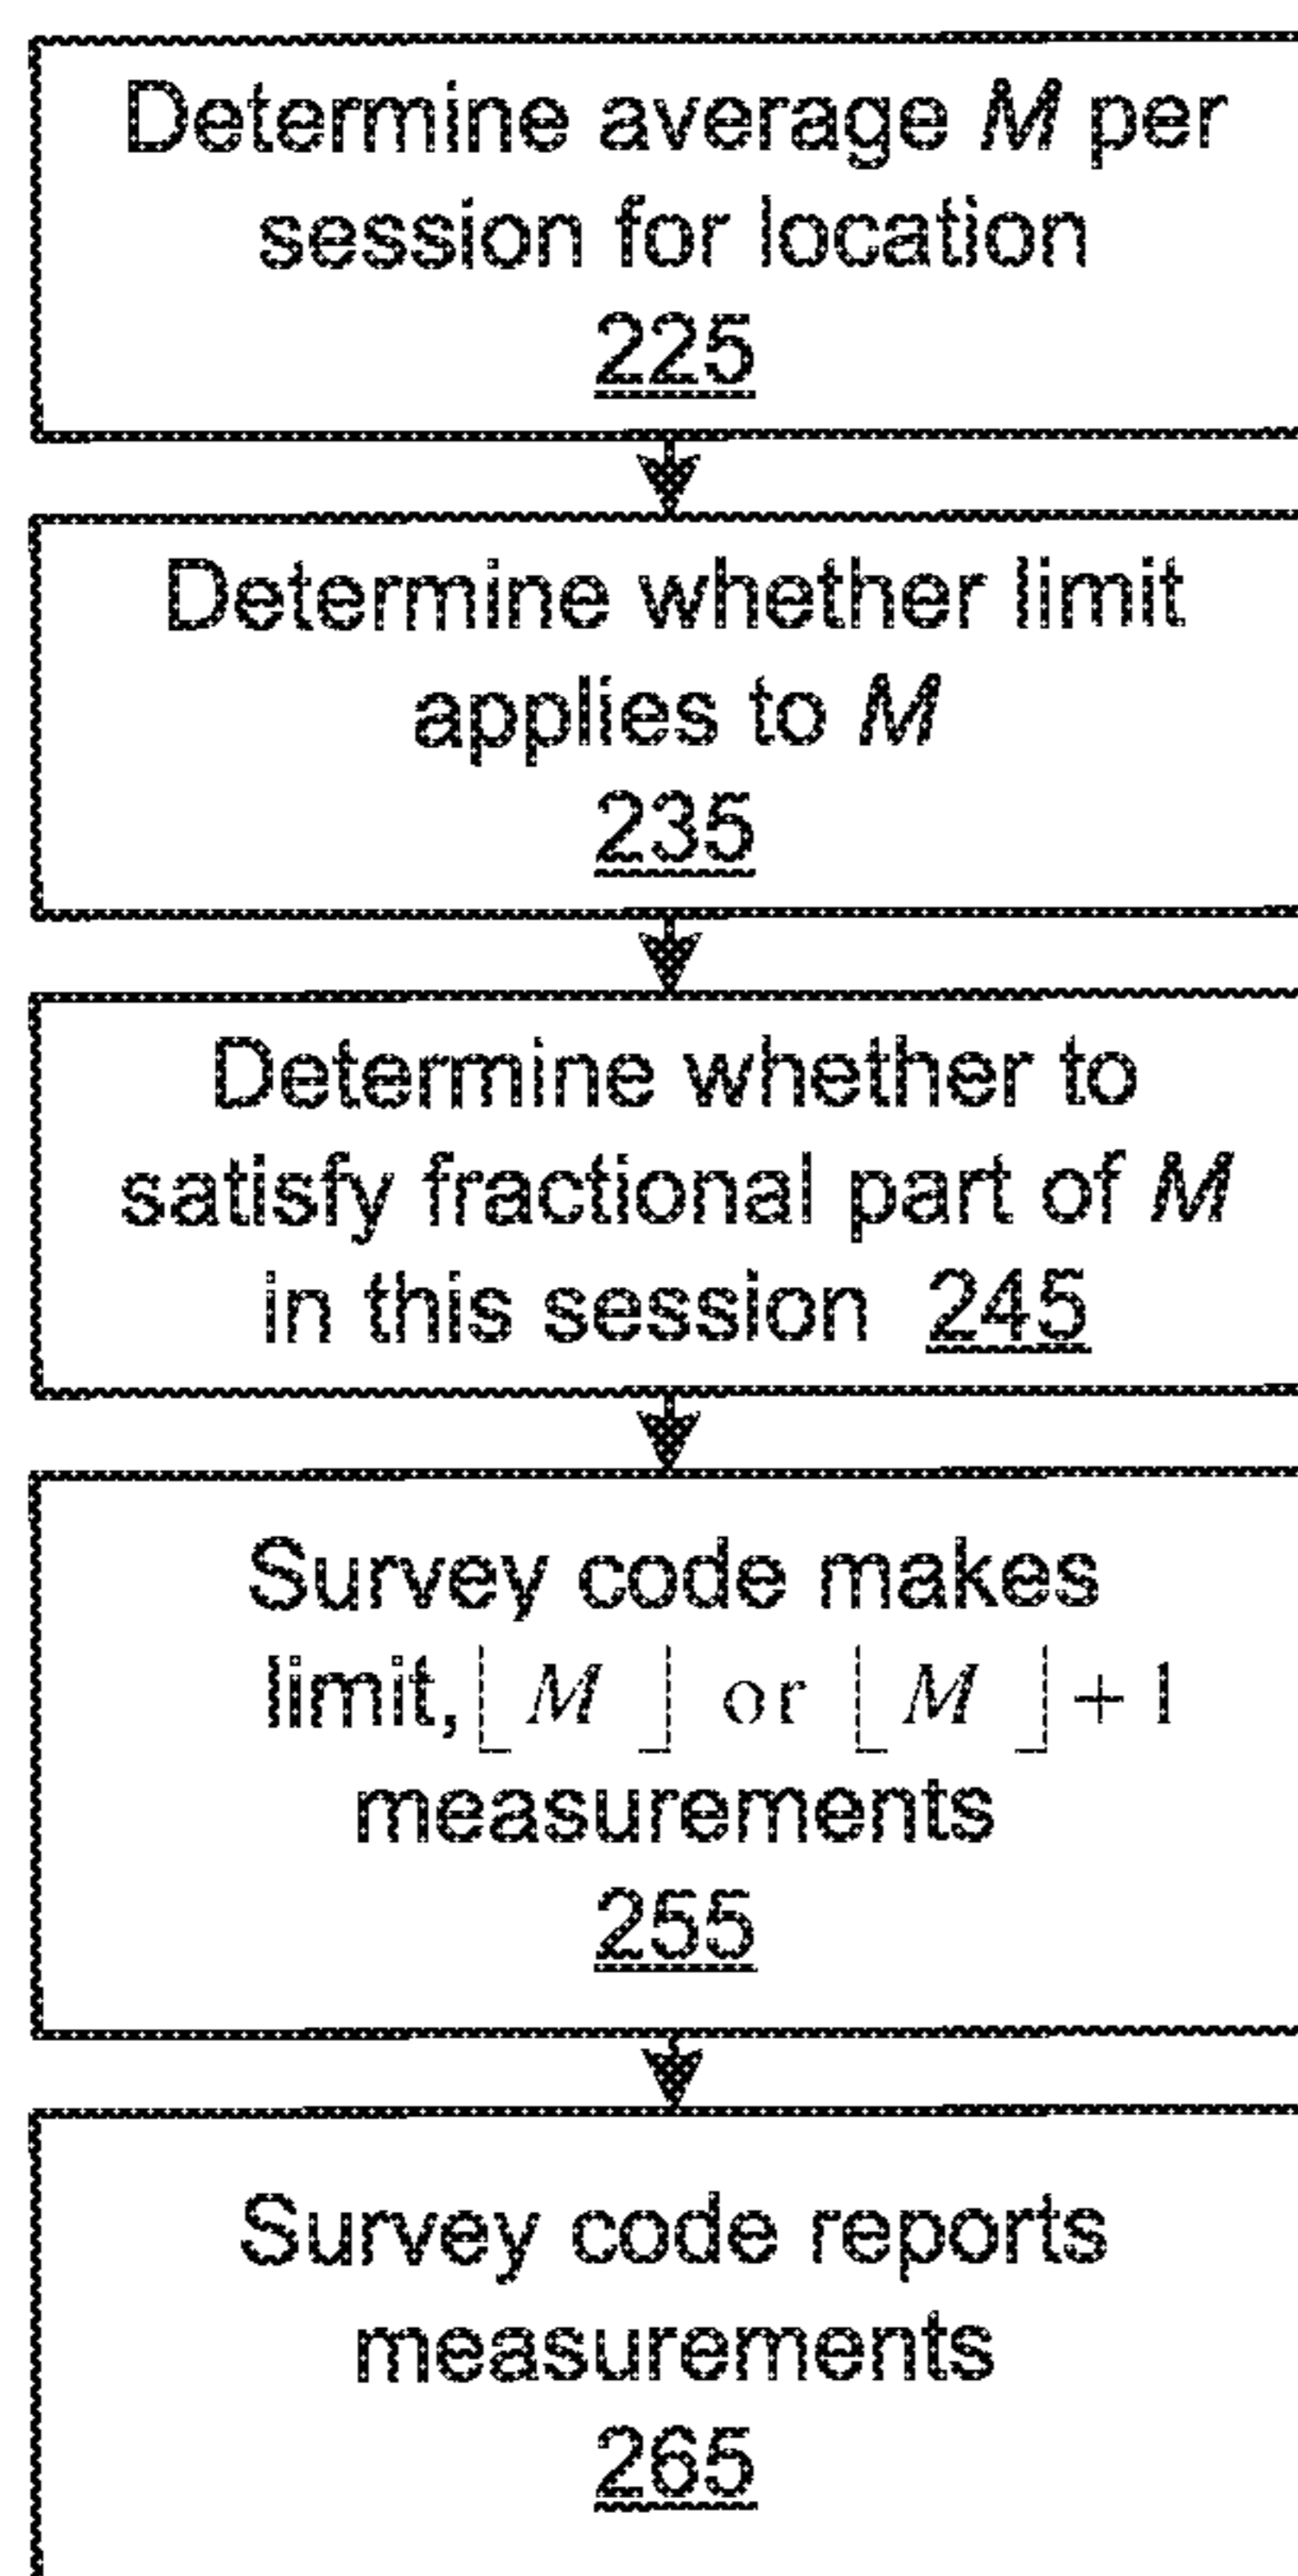 Determine average M per
session for location
225
Determine whether limit
applies to M
235
Determine whether to
satisfy fractional part of M
in this session 245
Survey code makes
limit, ⌊ M ⌋ or ⌊ M ⌋ + 1
measurements
255
Survey code reports
measurements
265